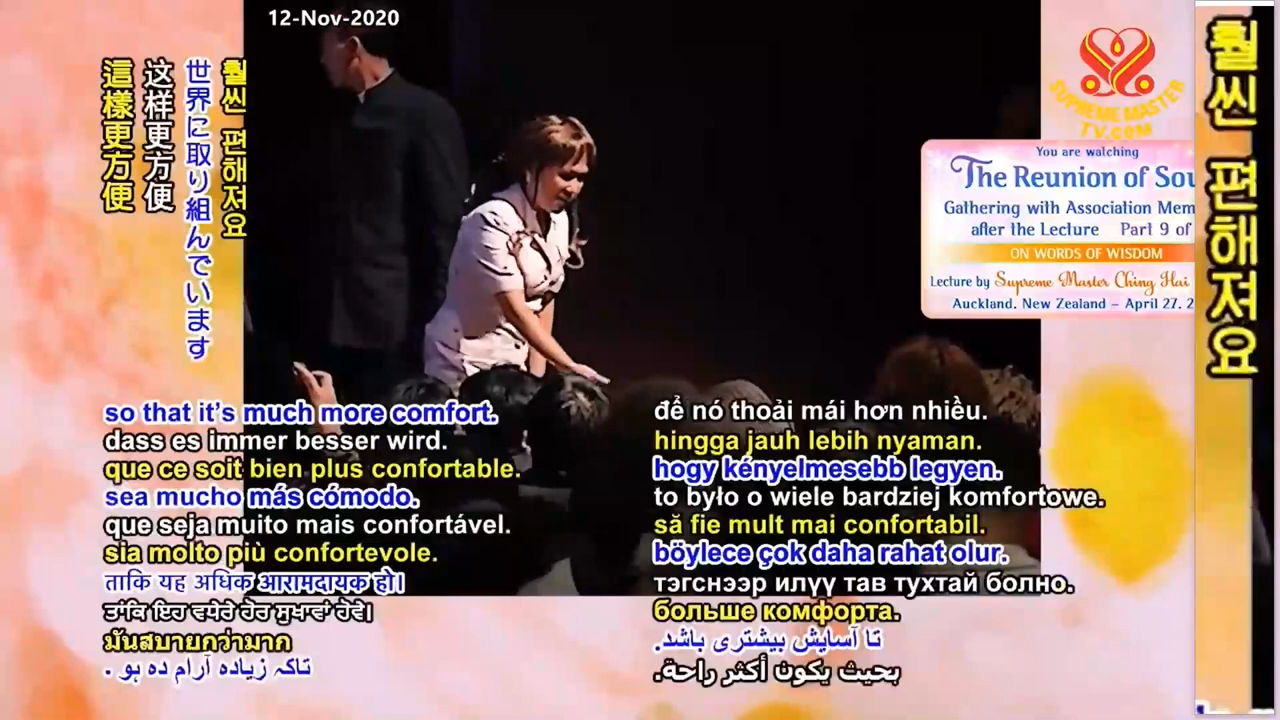 12-Nov-2020
這樣更方便
这样更方便
世界に取り組んでいます
훨씬 편해져요
SUPREME MASTER
TV.COM
You are watching
The Reunion of Sou
Gathering with Association Mem
after the Lecture Part 9 of
ON WORDS OF WISDOM
Lecture by Supreme Master Ching Hai
Auckland, New Zealand – April 27, 2
훨씬 편해져요
so that it’s much more comfort.
dass es immer besser wird.
que ce soit bien plus confortable.
sea mucho más cómodo.
que seja muito mais confortável.
sia molto più confortevole.
ताकि यह अधिक आरामदायक हो।
ਤਾਂਕਿ ਇਹ ਵਧੇਰੇ ਹੋਰ ਸੁਖਾਵਾਂ ਹੋਵੇ।
มันสบายกว่ามาก
تاکہ زیادہ آرام دہ ہو .
để nó thoải mái hơn nhiều.
hingga jauh lebih nyaman.
hogy kényelmesebb legyen.
to było o wiele bardziej komfortowe.
să fie mult mai confortabil.
böylece çok daha rahat olur.
тэгснээр илүү тав тухтай болно.
больше комфорта.
تا آسایش بیشتری باشد.
بحيث يكون أكثر راحة.